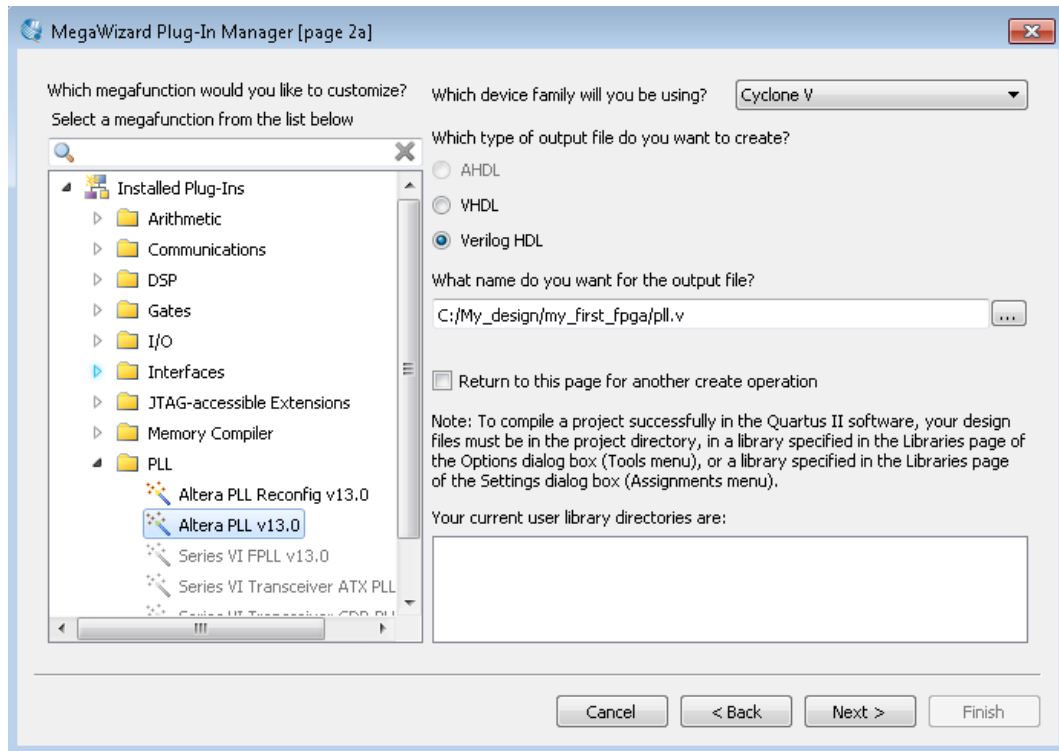 MegaWizard Plug-In Manager [page 2a]
Which megafunction would you like to customize?
Select a megafunction from the list below
Installed Plug-Ins
Arithmetic
Communications
DSP
Gates
I/O
Interfaces
JTAG-accessible Extensions
Memory Compiler
PLL
Altera PLL Reconfig v13.0
Altera PLL v13.0
Series VI FPLL v13.0
Series VI Transceiver ATX PLL
Which device family will you be using?
Cyclone V
Which type of output file do you want to create?
AHDL
VHDL
Verilog HDL
What name do you want for the output file?
C:/My_design/my_first_fpga/pll.v
...
Return to this page for another create operation
Note: To compile a project successfully in the Quartus II software, your design
files must be in the project directory, in a library specified in the Libraries page of
the Options dialog box (Tools menu), or a library specified in the Libraries page
of the Settings dialog box (Assignments menu).
Your current user library directories are:
Cancel
< Back
Next >
Finish